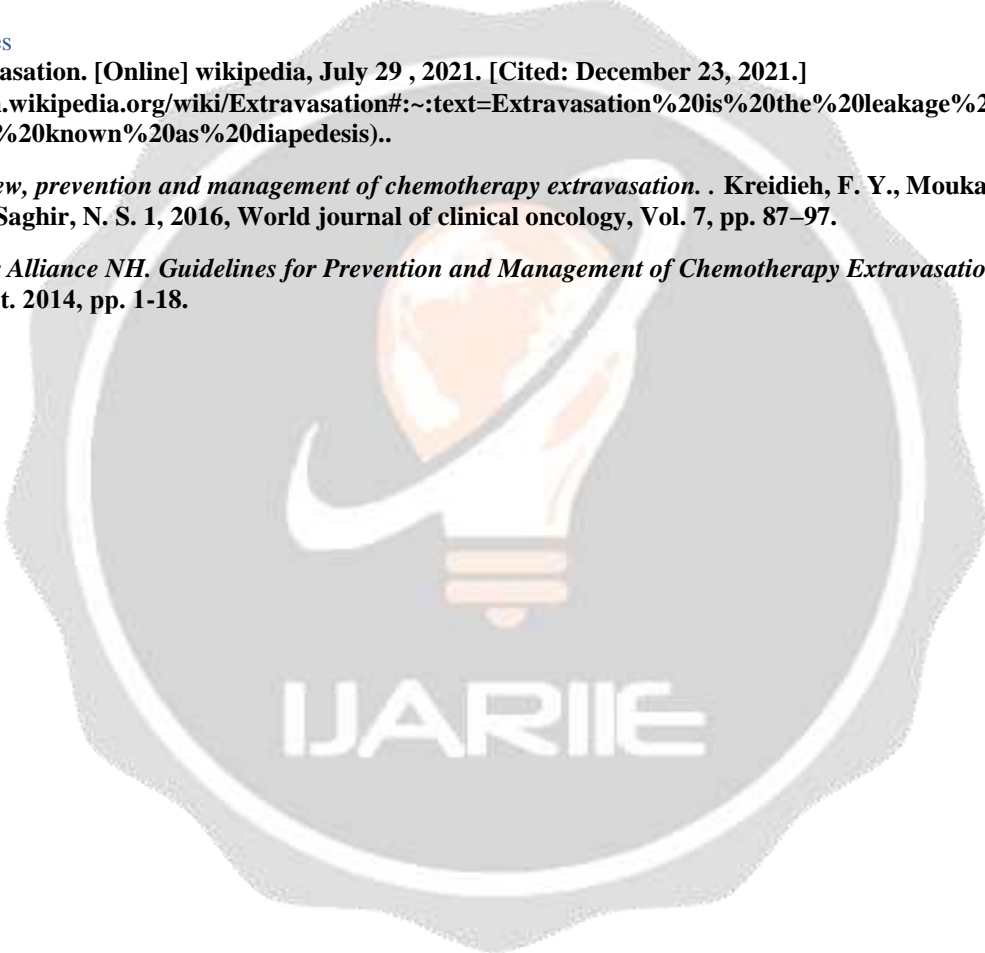 es
asation. [Online] wikipedia, July 29 , 2021. [Cited: December 23, 2021.]
.wikipedia.org/wiki/Extravasation#:~:text=Extravasation%20is%20the%20leakage%2
%20known%20as%20diapedesis)..
ew, prevention and management of chemotherapy extravasation. . Kreidieh, F. Y., Mouka
Saghir, N. S. 1, 2016, World journal of clinical oncology, Vol. 7, pp. 87–97.
Alliance NH. Guidelines for Prevention and Management of Chemotherapy Extravasatio
t. 2014, pp. 1-18.
IJARIIE